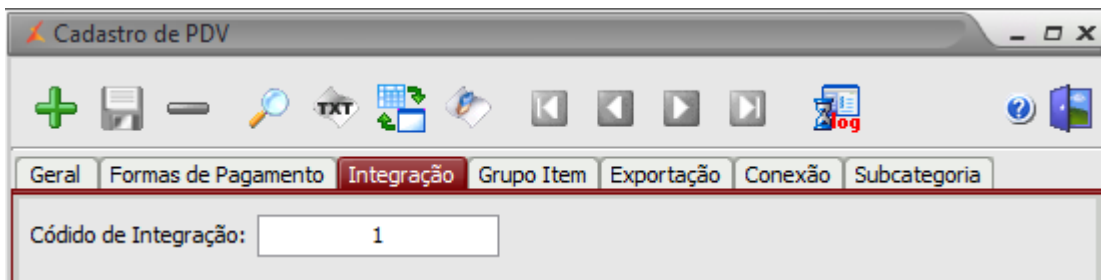 Cadastro de PDV
TXT
log
Geral Formas de Pagamento Integração Grupo Item Exportação Conexão Subcategoria
Códido de Integração: 1